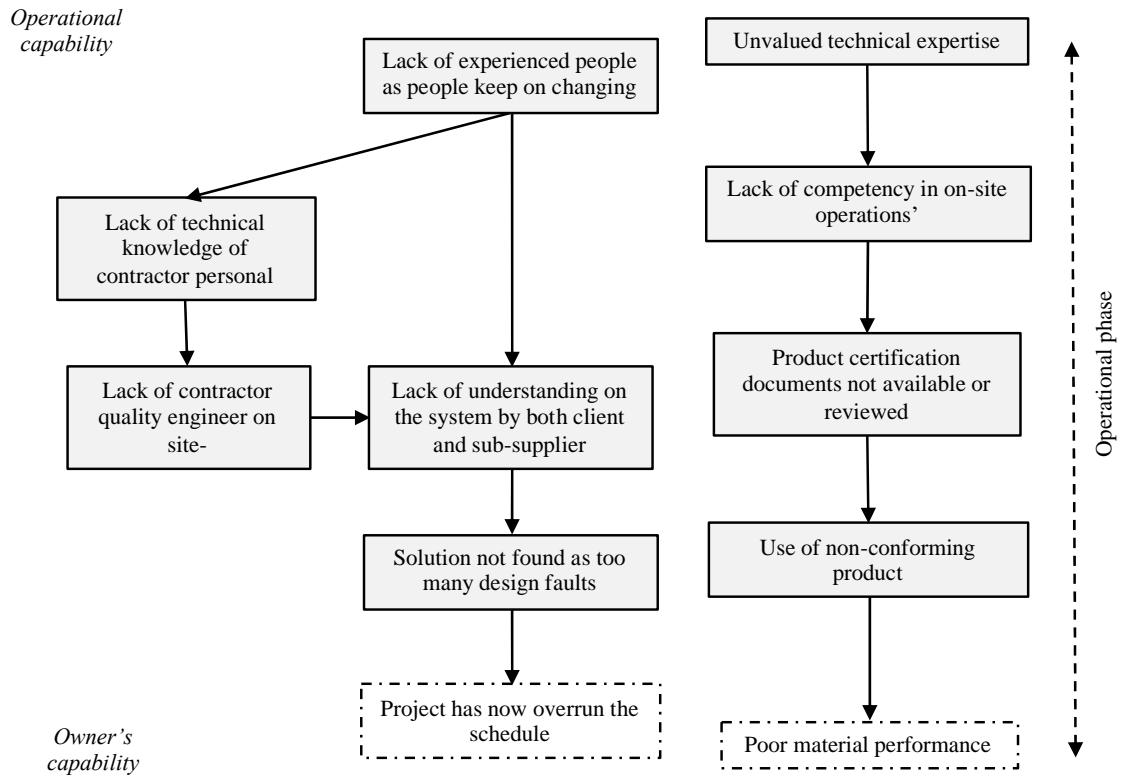 Operational
capability
Lack of experienced people
as people keep on changing
Unvalued technical expertise
Lack of technical
knowledge of
contractor personal
Lack of competency in on-site
operations’
Lack of contractor
quality engineer on
site-
Lack of understanding on
the system by both client
and sub-supplier
Product certification
documents not available or
reviewed
Operational phase
Solution not found as too
many design faults
Use of non-conforming
product
Project has now overrun the
schedule
Poor material performance
Owner’s
capability